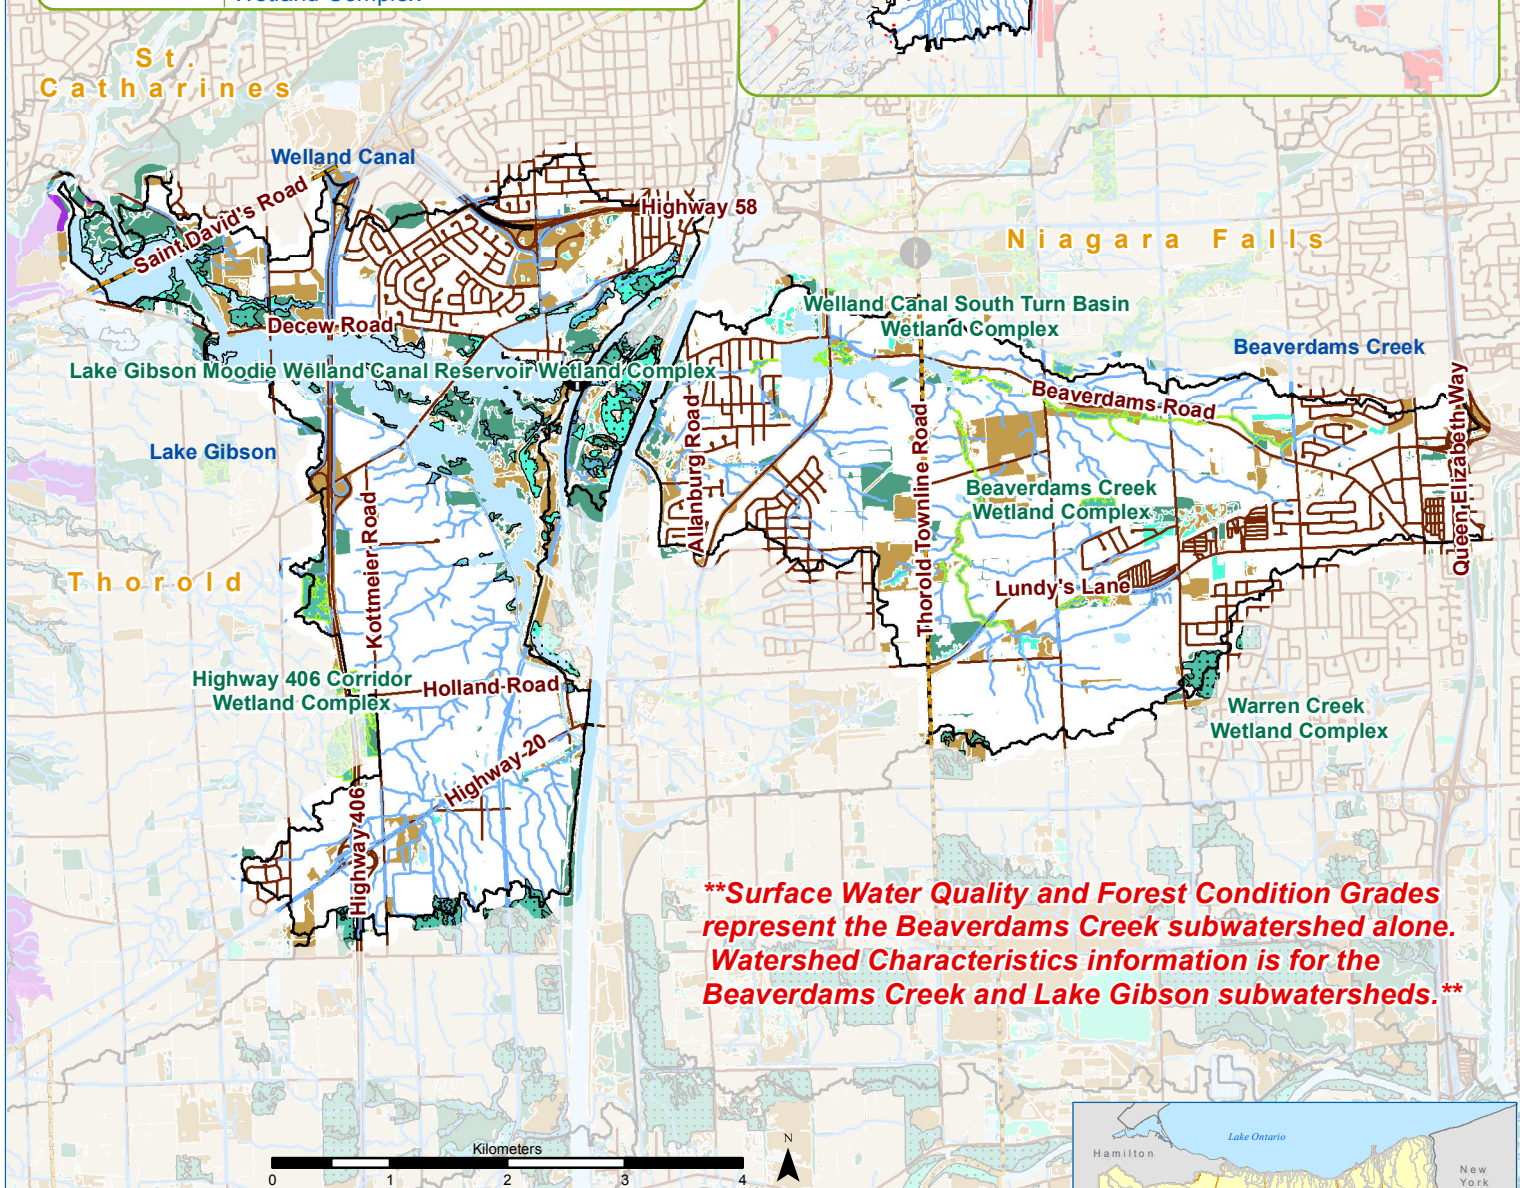 Wetland Complex
St.
Catharines
Welland Canal
Saint David's Road
Highway 58
Niagara Falls
Welland Canal South Turn Basin
Wetland Complex
Decew Road
Beaverdams Creek
Lake Gibson Moodie Welland Canal Reservoir Wetland Complex
Beaverdams Road
Queen Elizabeth Way
Allanburg Road
Thorold Townline Road
Lake Gibson
Beaverdams Creek
Wetland Complex
Kottmeier Road
Thorold
Lundy's Lane
Highway 406 Corridor
Wetland Complex
Holland Road
Warren Creek
Wetland Complex
Highway 20
Highway 406
**Surface Water Quality and Forest Condition Grades
represent the Beaverdams Creek subwatershed alone.
Watershed Characteristics information is for the
Beaverdams Creek and Lake Gibson subwatersheds.**
Kilometers
0 1 2 3 4
N
Lake Ontario
Hamilton
New
York